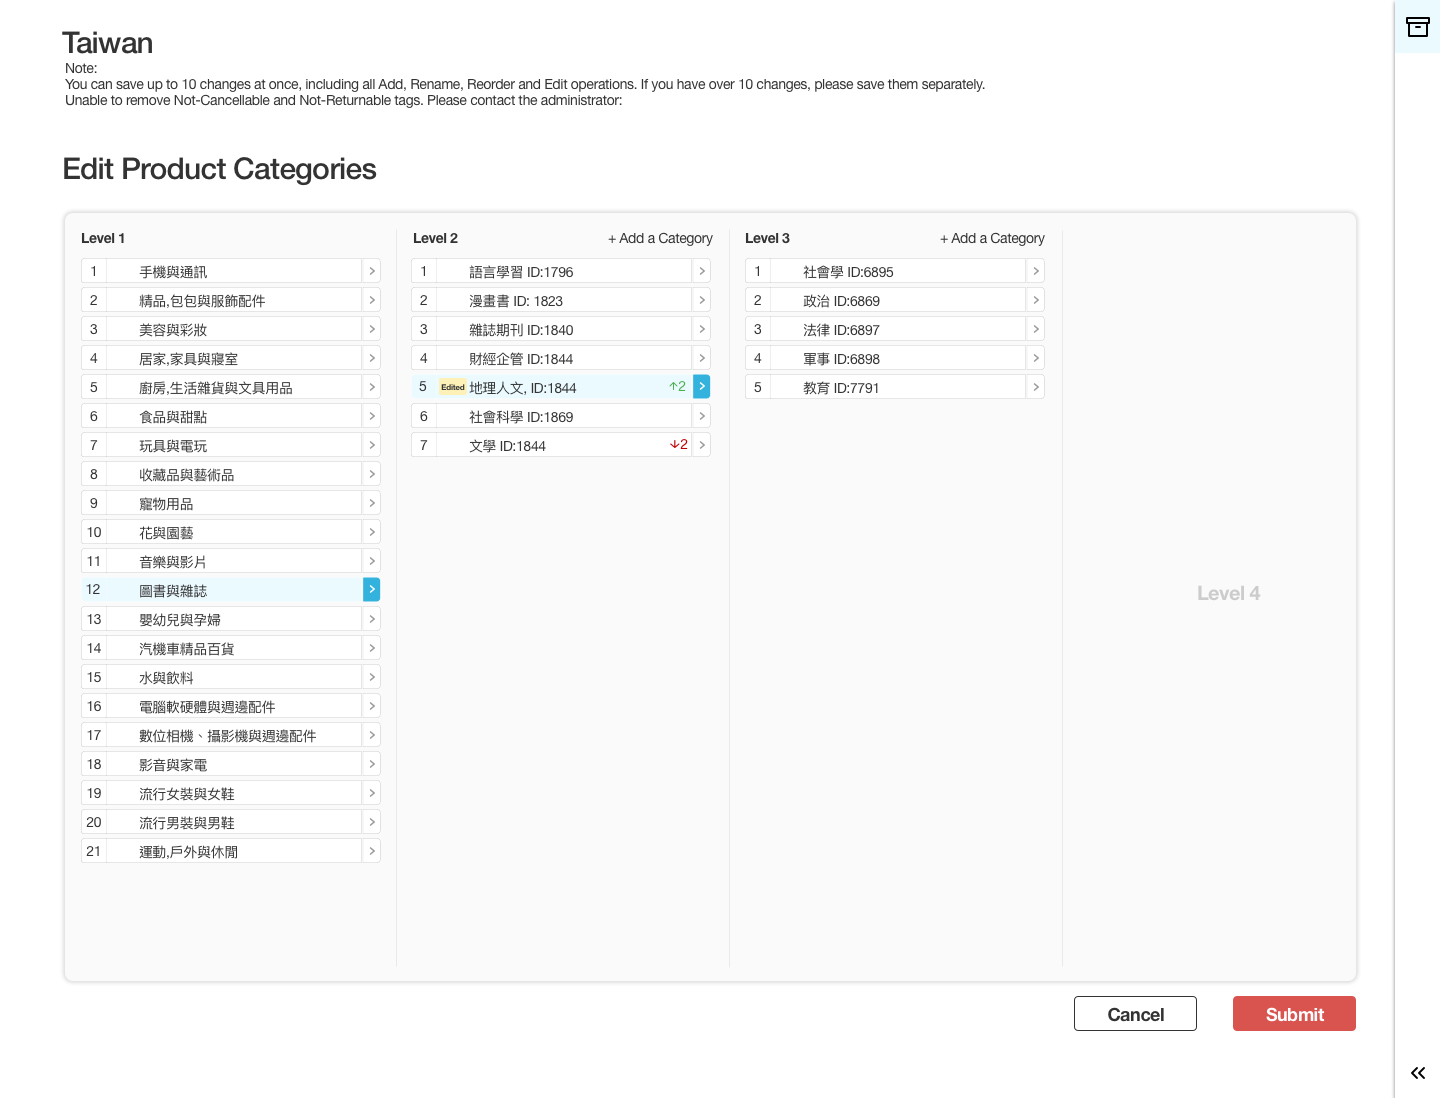 Taiwan
Note:
You can save up to 10 changes at once, including all Add, Rename, Reorder and Edit operations. If you have over 10 changes, please save them separately.
Unable to remove Not-Cancellable and Not-Returnable tags. Please contact the administrator:
Edit Product Categories
Level 1
1 手機與通訊
2 精品,包包與服飾配件
3 美容與彩妝
4 居家,家具與寢室
5 廚房,生活雜貨與文具用品
6 食品與甜點
7 玩具與電玩
8 收藏品與藝術品
9 寵物用品
10 花與園藝
11 音樂與影片
12 圖書與雜誌
13 嬰幼兒與孕婦
14 汽機車精品百貨
15 水與飲料
16 電腦軟硬體與週邊配件
17 數位相機、攝影機與週邊配件
18 影音與家電
19 流行女裝與女鞋
20 流行男裝與男鞋
21 運動,戶外與休閒
Level 2 + Add a Category
1 語言學習 ID:1796
2 漫畫書 ID: 1823
3 雜誌期刊 ID:1840
4 財經企管 ID:1844
5 Edited 地理人文, ID:1844 ↑2
6 社會科學 ID:1869
7 文學 ID:1844 ↓2
Level 3 + Add a Category
1 社會學 ID:6895
2 政治 ID:6869
3 法律 ID:6897
4 軍事 ID:6898
5 教育 ID:7791
Level 4
Cancel Submit